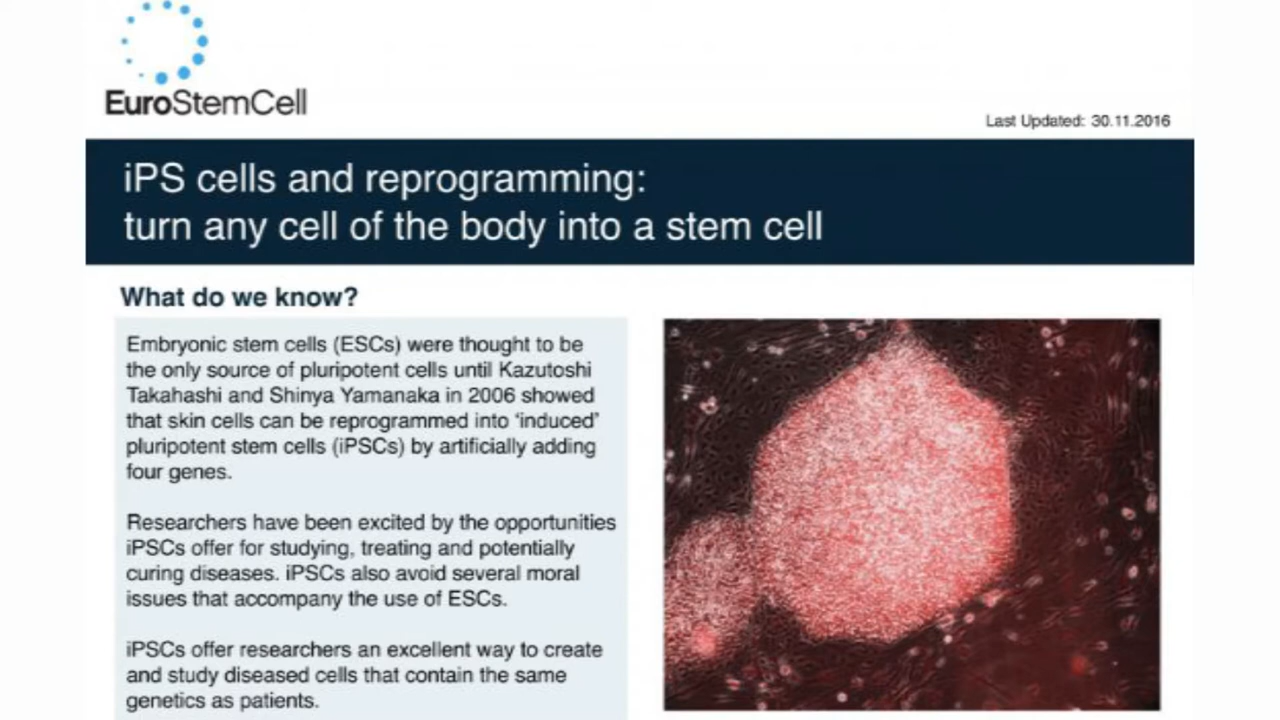 EuroStemCell
Last Updated: 30.11.2016
iPS cells and reprogramming:
turn any cell of the body into a stem cell
What do we know?
Embryonic stem cells (ESCs) were thought to be
the only source of pluripotent cells until Kazutoshi
Takahashi and Shinya Yamanaka in 2006 showed
that skin cells can be reprogrammed into ‘induced’
pluripotent stem cells (iPSCs) by artificially adding
four genes.
Researchers have been excited by the opportunities
iPSCs offer for studying, treating and potentially
curing diseases. iPSCs also avoid several moral
issues that accompany the use of ESCs.
iPSCs offer researchers an excellent way to create
and study diseased cells that contain the same
genetics as patients.